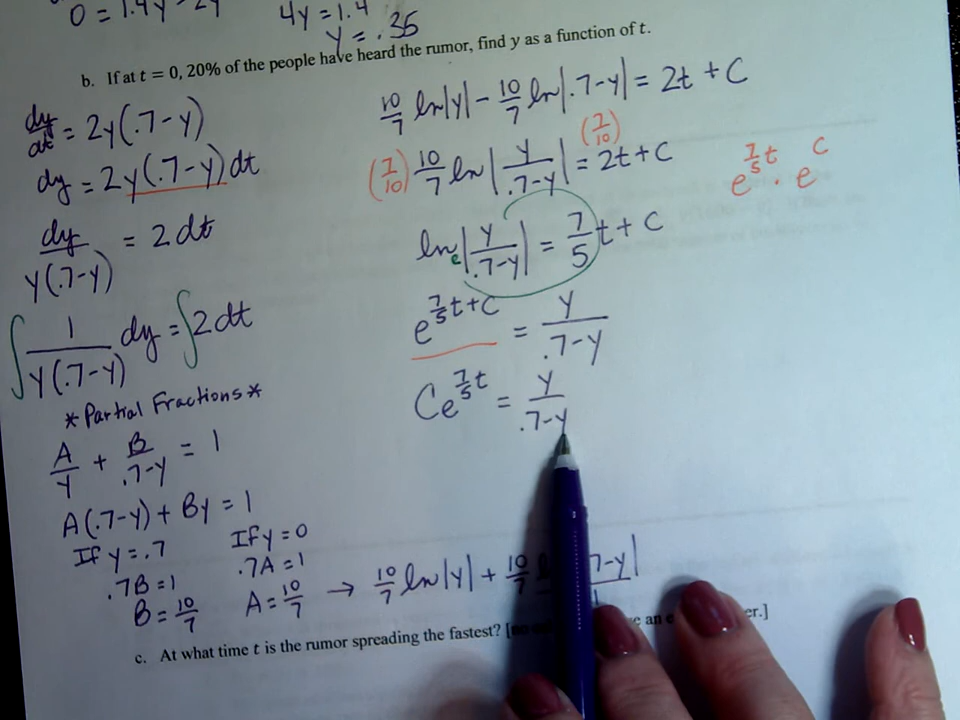 0 = 1.4y - 2y
4y = 1.4
y = .35
b. If at t = 0, 20% of the people have heard the rumor, find y as a function of t.
dy/dt = 2y(.7-y)
dy = 2y(.7-y)dt
dy/y(.7-y) = 2dt
∫ 1/y(.7-y) dy = ∫2dt
*Partial Fractions*
A/y + B/.7-y = 1
A(.7-y) + By = 1
If y = .7
.7B = 1
B = 10/7
If y = 0
.7A = 1
A = 10/7
→ 10/7 ln|y| + 10/7 .7-y|
10/7 ln|y| - 10/7 ln|.7-y| = 2t + C
(7/10) 10/7 ln|y/.7-y| = 2t + C (7/10)
ln|y/.7-y| = 7/5 t + C
e^(7/5 t) · e^C
e
e^(7/5 t + C) = y/.7-y
Ce^(7/5 t) = y/.7-y
c. At what time t is the rumor spreading the fastest? [